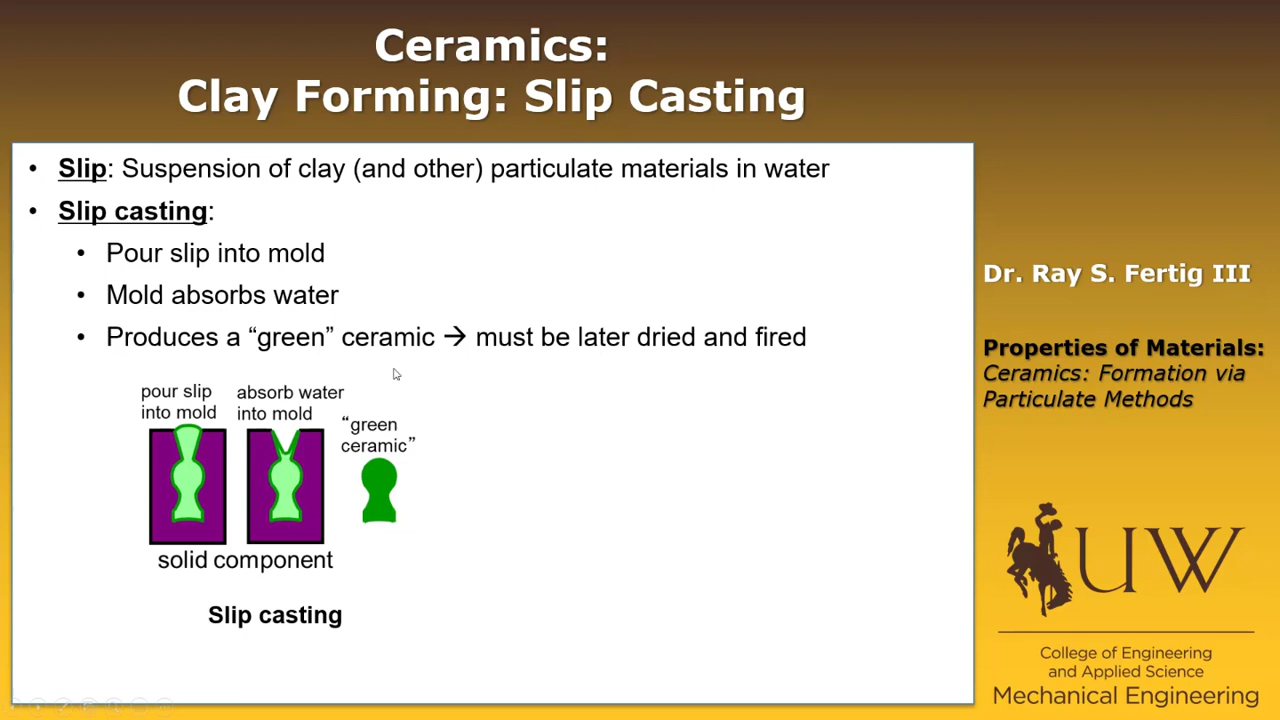 Ceramics:
Clay Forming: Slip Casting
• Slip: Suspension of clay (and other) particulate materials in water
• Slip casting:
• Pour slip into mold
• Mold absorbs water
• Produces a “green” ceramic → must be later dried and fired
pour slip
into mold
absorb water
into mold
“green
ceramic”
solid component
Slip casting
Dr. Ray S. Fertig III
Properties of Materials:
Ceramics: Formation via
Particulate Methods
UW
College of Engineering
and Applied Science
Mechanical Engineering